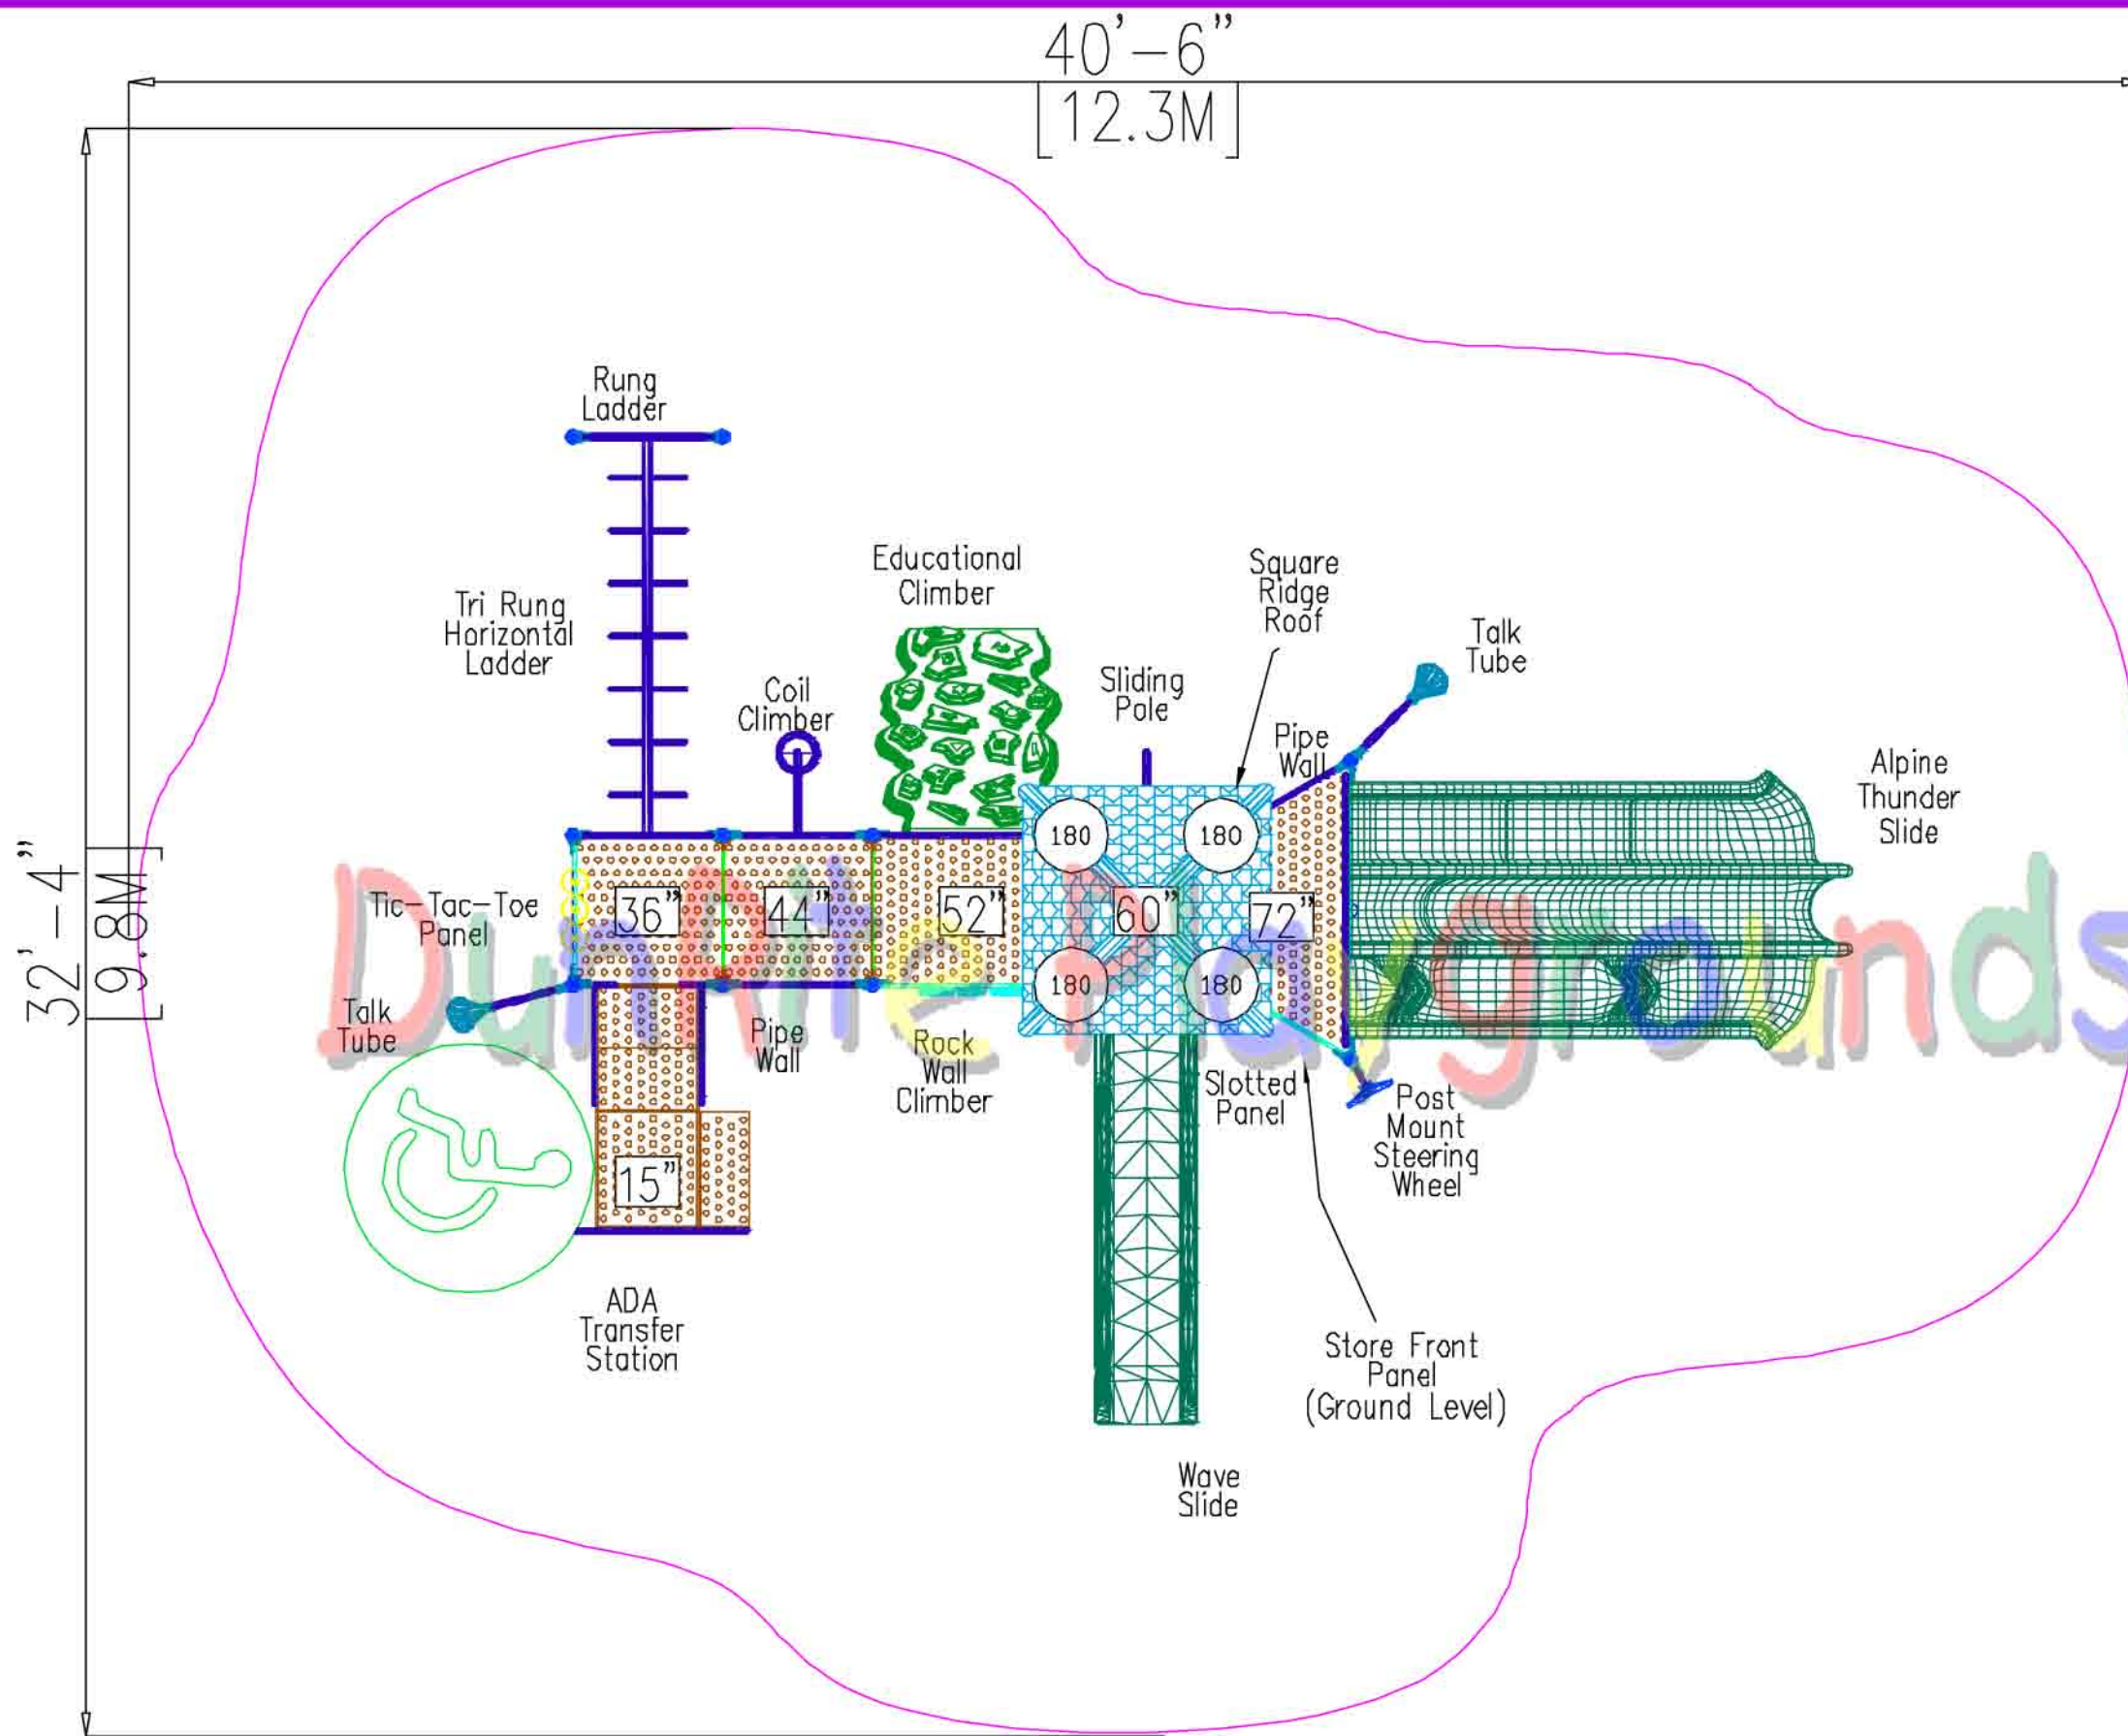 40'-6"
[12.3M]
32'-4"
[9.8M]
Rung
Ladder
Tri Rung
Horizontal
Ladder
Coil
Climber
Educational
Climber
Sliding
Pole
Square
Ridge
Roof
Talk
Tube
Pipe
Wall
Alpine
Thunder
Slide
180
180
180
180
36"
44"
52"
60"
72"
Tic-Tac-Toe
Panel
Talk
Tube
Pipe
Wall
Rock
Wall
Climber
Slotted
Panel
Post
Mount
Steering
Wheel
15"
ADA
Transfer
Station
Store Front
Panel
(Ground Level)
Wave
Slide
DunRite Playgrounds